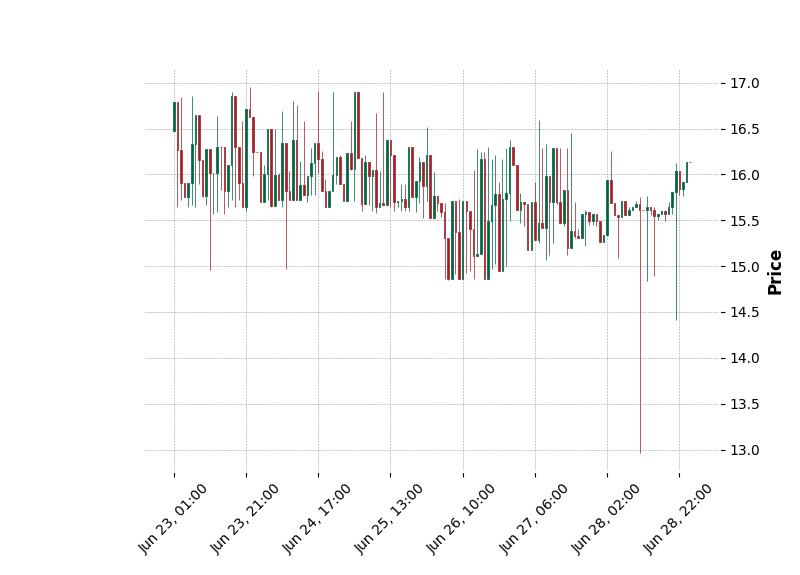 17.0
16.5
16.0
15.5
15.0
14.5
14.0
13.5
13.0
Price
Jun 23, 01:00
Jun 23, 21:00
Jun 24, 17:00
Jun 25, 13:00
Jun 26, 10:00
Jun 27, 06:00
Jun 28, 02:00
Jun 28, 22:00